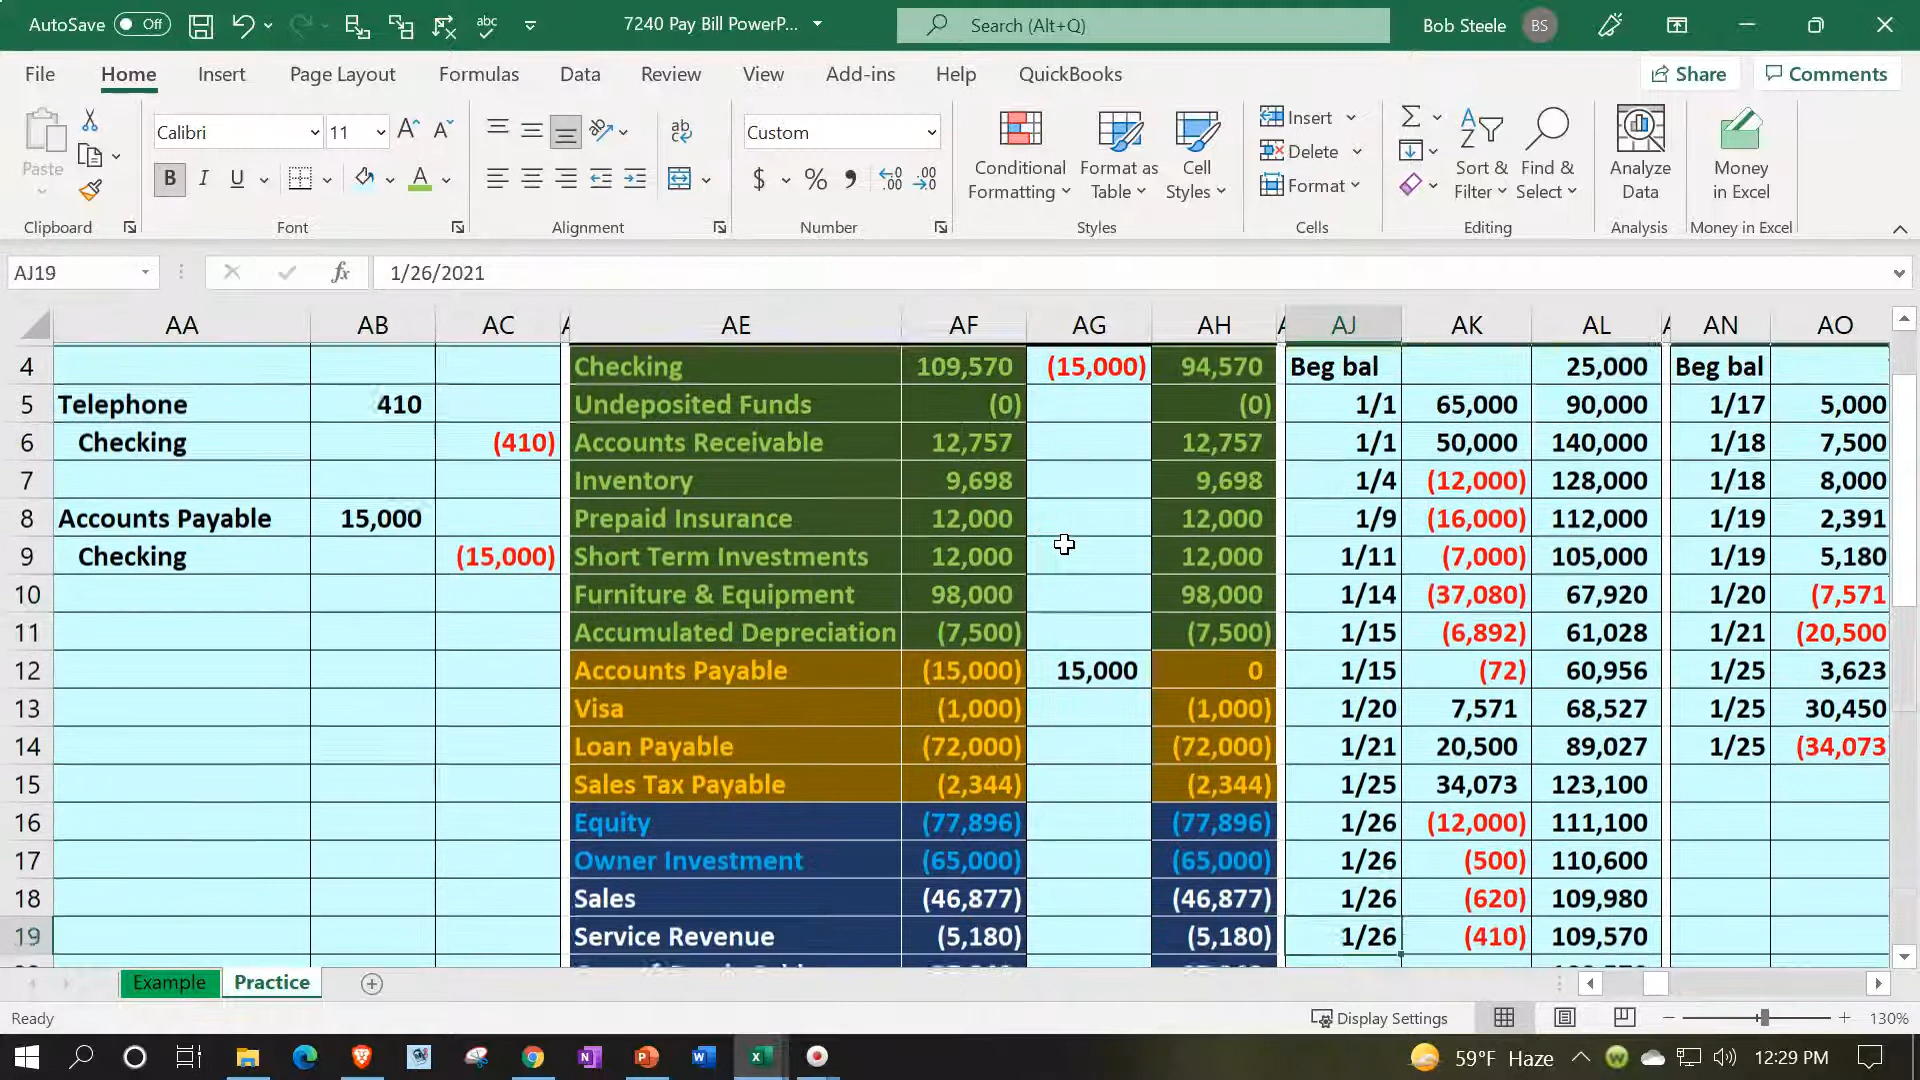 AutoSave Off 7240 Pay Bill PowerP... Search (Alt+Q) Bob Steele BS
File Home Insert Page Layout Formulas Data Review View Add-ins Help QuickBooks Share Comments
Paste Calibri 11 Custom
B I U $ % Conditional Formatting Format as Table Cell Styles Insert Delete Format Sort & Filter Find & Select Analyze Data Money in Excel
Clipboard Font Alignment Number Styles Cells Editing Analysis Money in Excel
AJ19 fx 1/26/2021
AA AB AC AE AF AG AH AJ AK AL AN AO
4 Checking 109,570 (15,000) 94,570 Beg bal 25,000 Beg bal
5 Telephone 410 Undeposited Funds (0) (0) 1/1 65,000 90,000 1/17 5,000
6 Checking (410) Accounts Receivable 12,757 12,757 1/1 50,000 140,000 1/18 7,500
7 Inventory 9,698 9,698 1/4 (12,000) 128,000 1/18 8,000
8 Accounts Payable 15,000 Prepaid Insurance 12,000 12,000 1/9 (16,000) 112,000 1/19 2,391
9 Checking (15,000) Short Term Investments 12,000 12,000 1/11 (7,000) 105,000 1/19 5,180
10 Furniture & Equipment 98,000 98,000 1/14 (37,080) 67,920 1/20 (7,571
11 Accumulated Depreciation (7,500) (7,500) 1/15 (6,892) 61,028 1/21 (20,500
12 Accounts Payable (15,000) 15,000 0 1/15 (72) 60,956 1/25 3,623
13 Visa (1,000) (1,000) 1/20 7,571 68,527 1/25 30,450
14 Loan Payable (72,000) (72,000) 1/21 20,500 89,027 1/25 (34,073
15 Sales Tax Payable (2,344) (2,344) 1/25 34,073 123,100
16 Equity (77,896) (77,896) 1/26 (12,000) 111,100
17 Owner Investment (65,000) (65,000) 1/26 (500) 110,600
18 Sales (46,877) (46,877) 1/26 (620) 109,980
19 Service Revenue (5,180) (5,180) 1/26 (410) 109,570
Example Practice
Ready Display Settings 130%
59°F Haze 12:29 PM